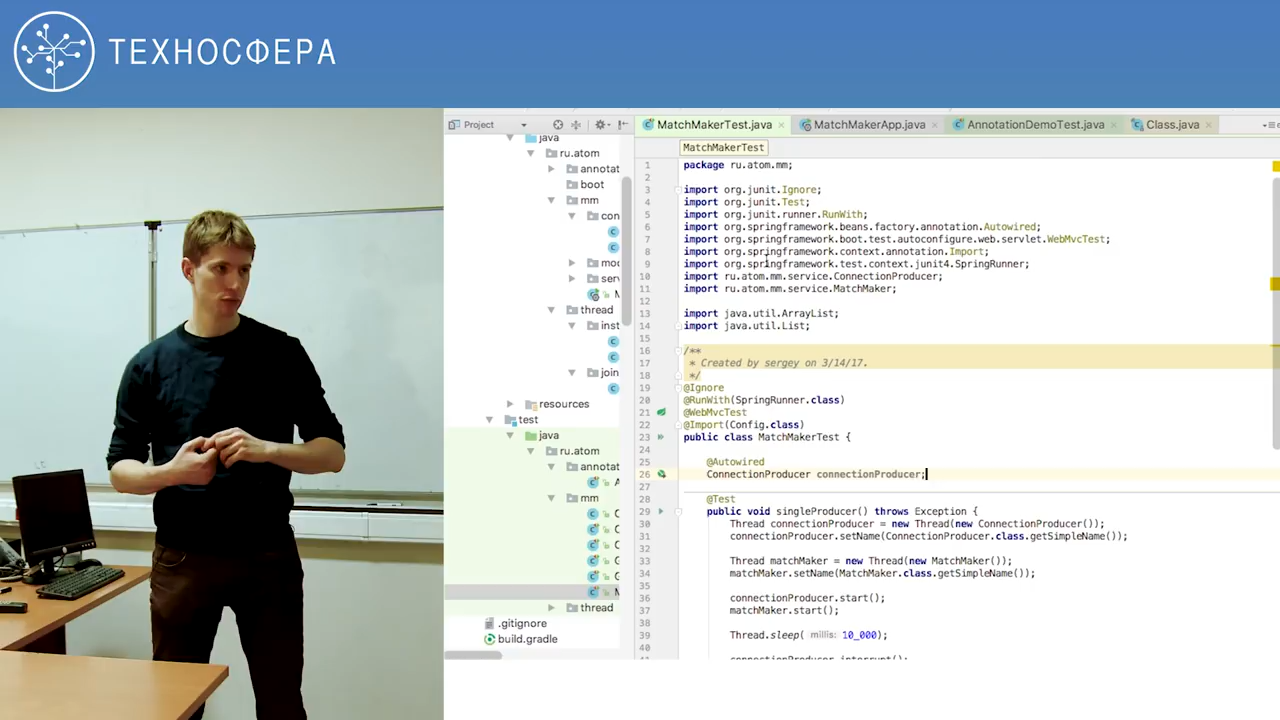 ТЕХНОСФЕРА
Project
MatchMakerTest.java
MatchMakerApp.java
AnnotationDemoTest.java
Class.java
java
ru.atom
annotat
boot
mm
con
mod
serv
M
thread
inst
join
resources
test
java
ru.atom
annotat
A
mm
C
C
C
G
G
M
thread
.gitignore
build.gradle
MatchMakerTest
1 package ru.atom.mm;
2
3 import org.junit.Ignore;
4 import org.junit.Test;
5 import org.junit.runner.RunWith;
6 import org.springframework.beans.factory.annotation.Autowired;
7 import org.springframework.boot.test.autoconfigure.web.servlet.WebMvcTest;
8 import org.springframework.context.annotation.Import;
9 import org.springframework.test.context.junit4.SpringRunner;
10 import ru.atom.mm.service.ConnectionProducer;
11 import ru.atom.mm.service.MatchMaker;
12
13 import java.util.ArrayList;
14 import java.util.List;
15
16 /**
17 * Created by sergey on 3/14/17.
18 */
19 @Ignore
20 @RunWith(SpringRunner.class)
21 @WebMvcTest
22 @Import(Config.class)
23 public class MatchMakerTest {
24
25 @Autowired
26 ConnectionProducer connectionProducer;
27
28 @Test
29 public void singleProducer() throws Exception {
30 Thread connectionProducer = new Thread(new ConnectionProducer());
31 connectionProducer.setName(ConnectionProducer.class.getSimpleName());
32
33 Thread matchMaker = new Thread(new MatchMaker());
34 matchMaker.setName(MatchMaker.class.getSimpleName());
35
36 connectionProducer.start();
37 matchMaker.start();
38
39 Thread.sleep( millis: 10_000);
40
41 connectionProducer.interrupt();